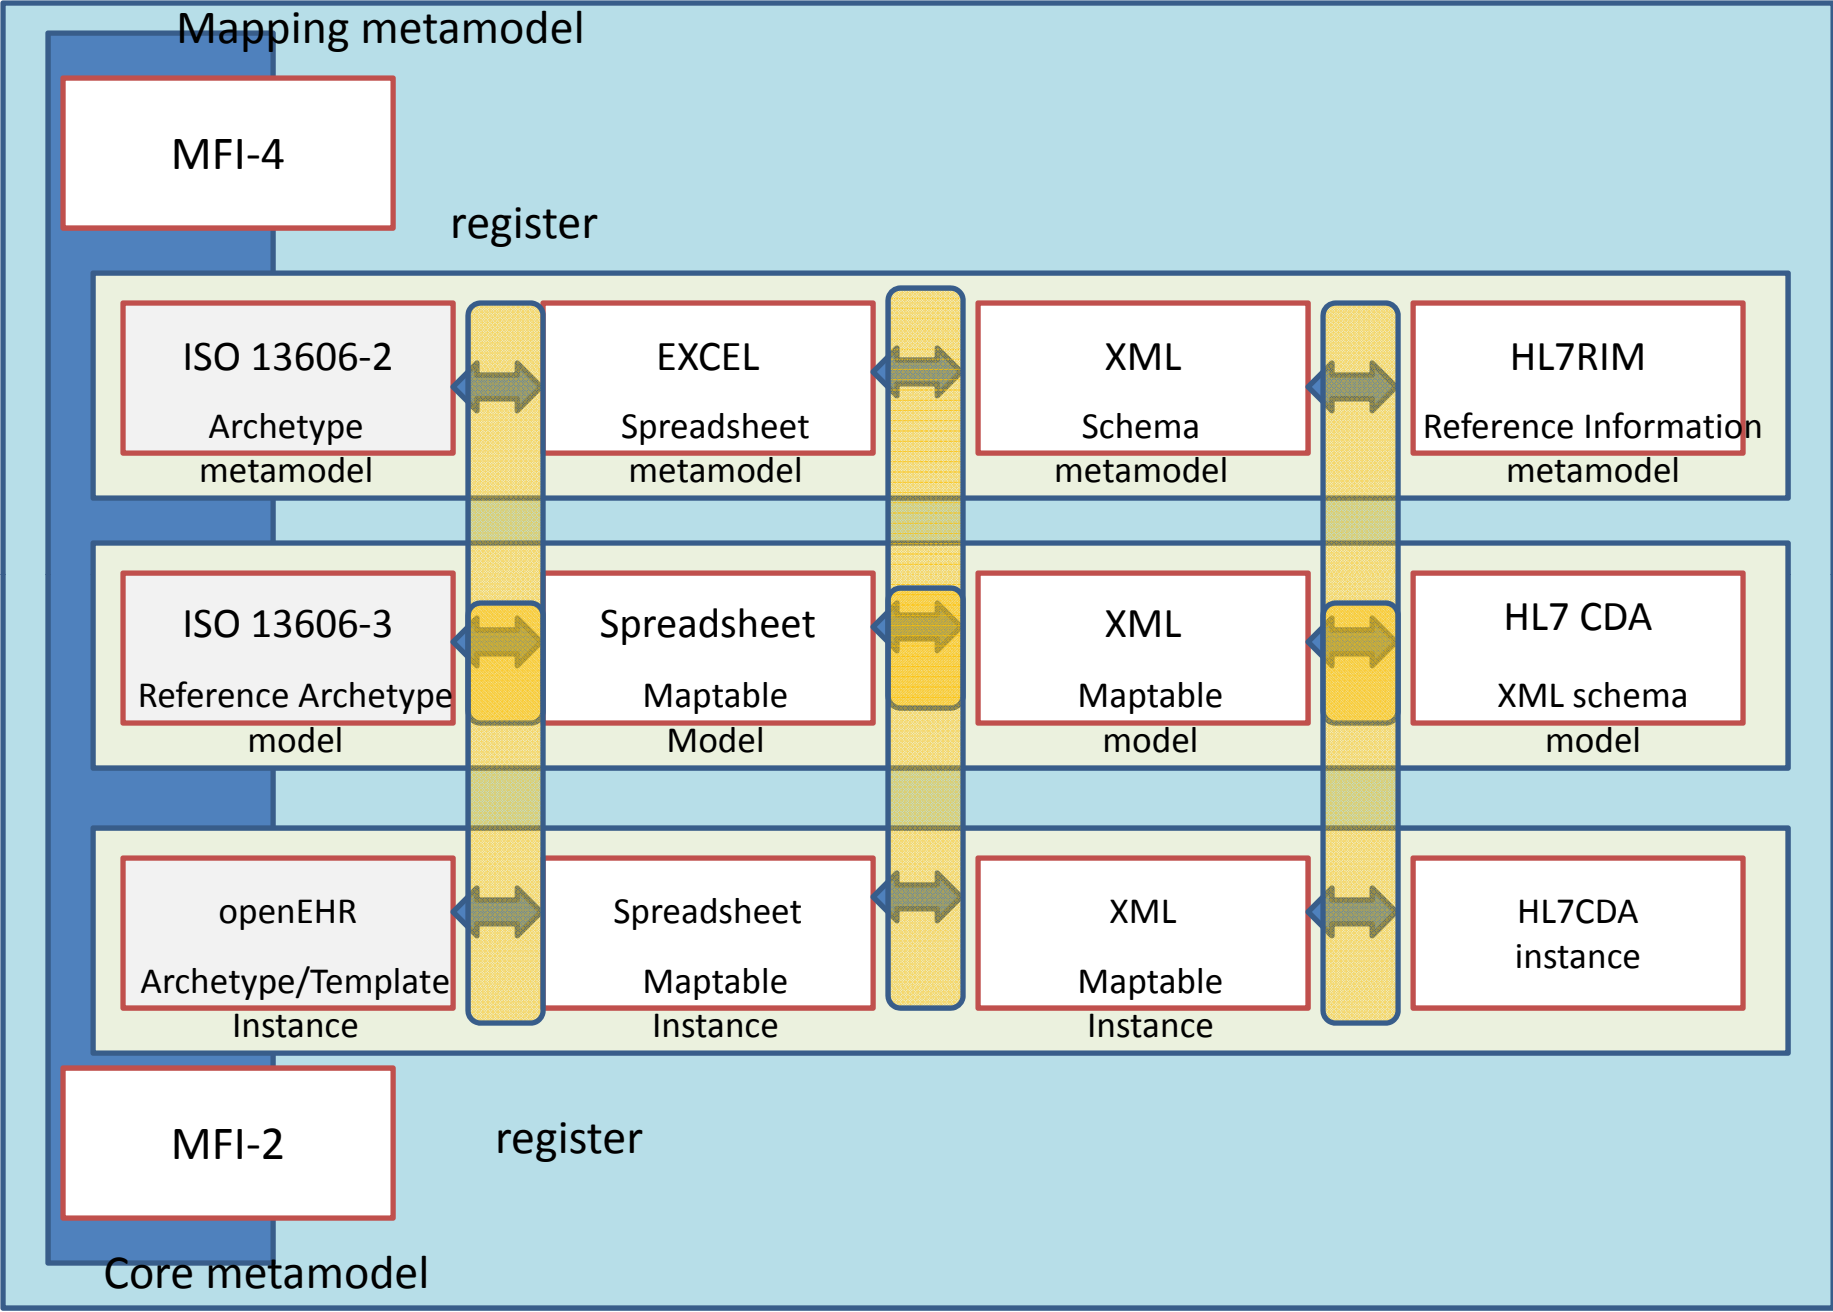 Mapping metamodel
MFI-4
register
ISO 13606-2
Archetype
metamodel
EXCEL
Spreadsheet
metamodel
XML
Schema
metamodel
HL7RIM
Reference Information
metamodel
ISO 13606-3
Reference Archetype
model
Spreadsheet
Maptable
Model
XML
Maptable
model
HL7 CDA
XML schema
model
openEHR
Archetype/Template
Instance
Spreadsheet
Maptable
Instance
XML
Maptable
Instance
HL7CDA
instance
MFI-2
register
Core metamodel